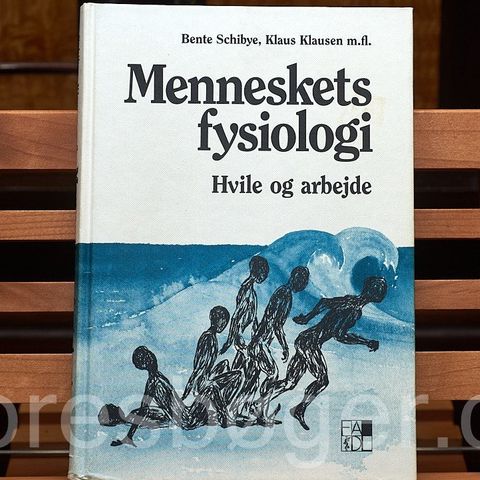 Bente Schibye, Klaus Klausen m.fl.
Menneskets
fysiologi
Hvile og arbejde
FADL